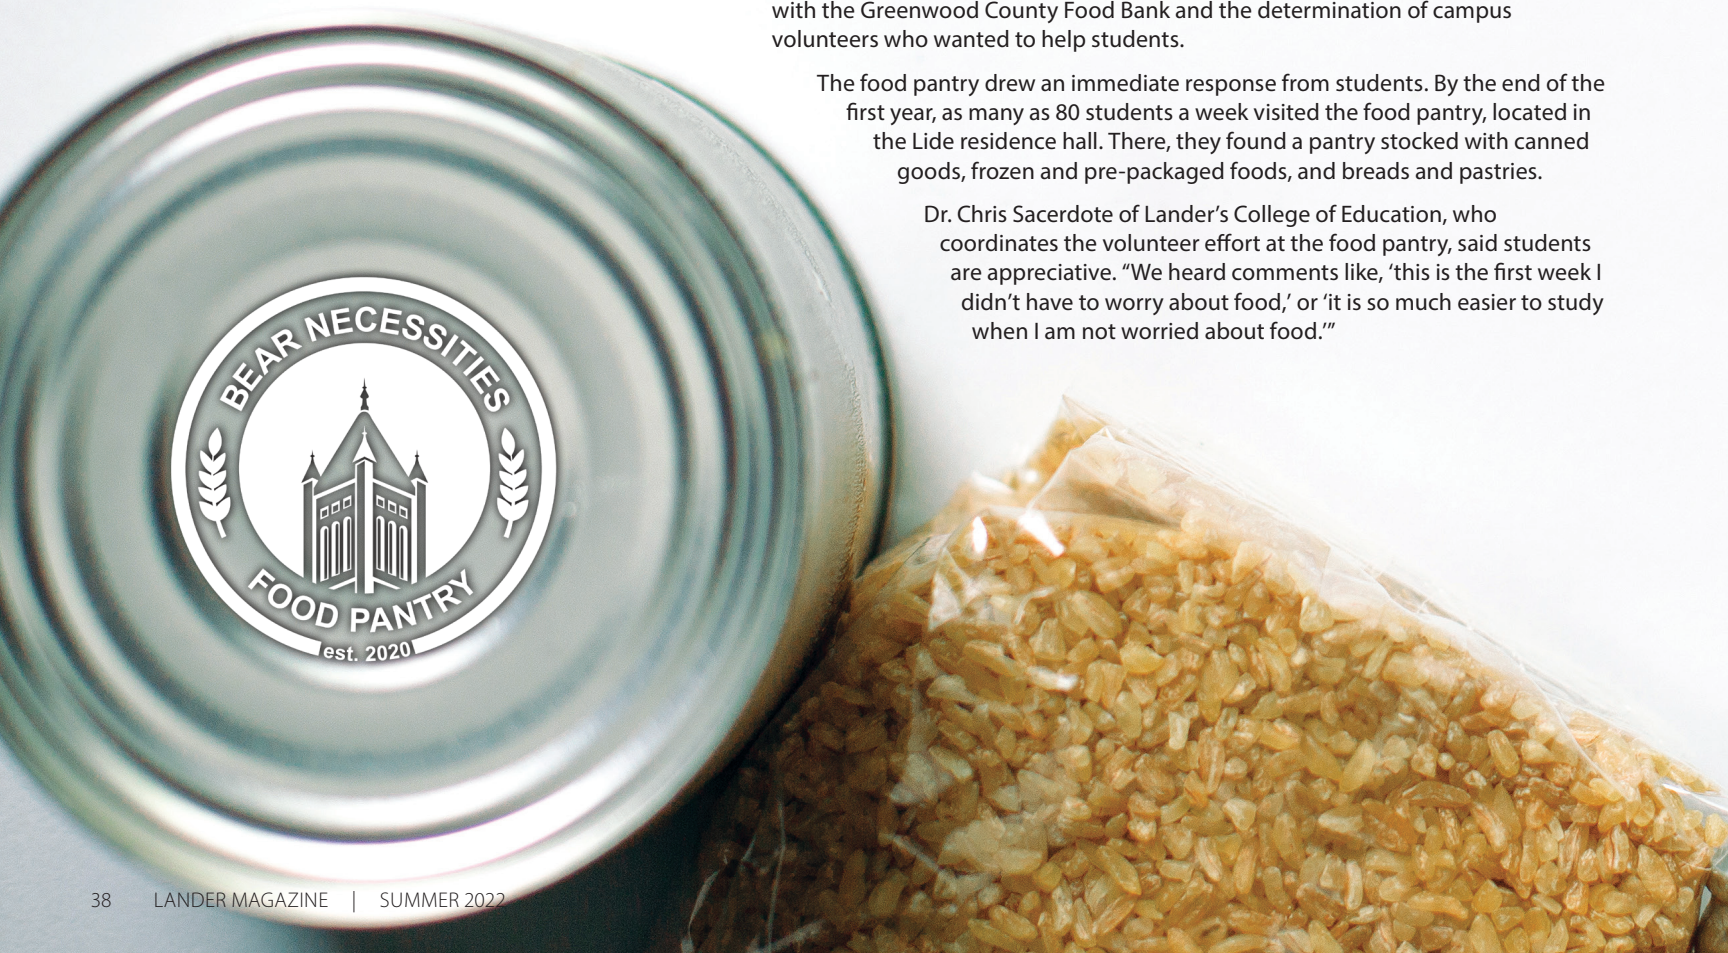 with the Greenwood County Food Bank and the determination of campus
volunteers who wanted to help students.
The food pantry drew an immediate response from students. By the end of the
first year, as many as 80 students a week visited the food pantry, located in
the Lide residence hall. There, they found a pantry stocked with canned
goods, frozen and pre-packaged foods, and breads and pastries.
Dr. Chris Sacerdote of Lander’s College of Education, who
coordinates the volunteer effort at the food pantry, said students
are appreciative. “We heard comments like, ‘this is the first week I
didn’t have to worry about food,’ or ‘it is so much easier to study
when I am not worried about food.’”
BEAR NECESSITIES
FOOD PANTRY
est. 2020
38 LANDER MAGAZINE | SUMMER 2022